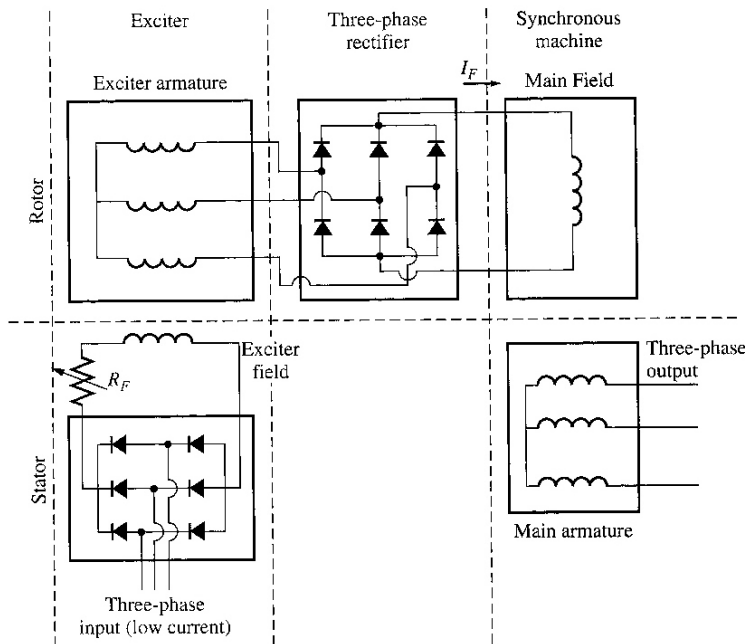 Exciter
Three-phase
rectifier
Synchronous
machine
Exciter armature
I_F
Main Field
Rotor
Exciter
field
R_F
Three-phase
output
Stator
Main armature
Three-phase
input (low current)